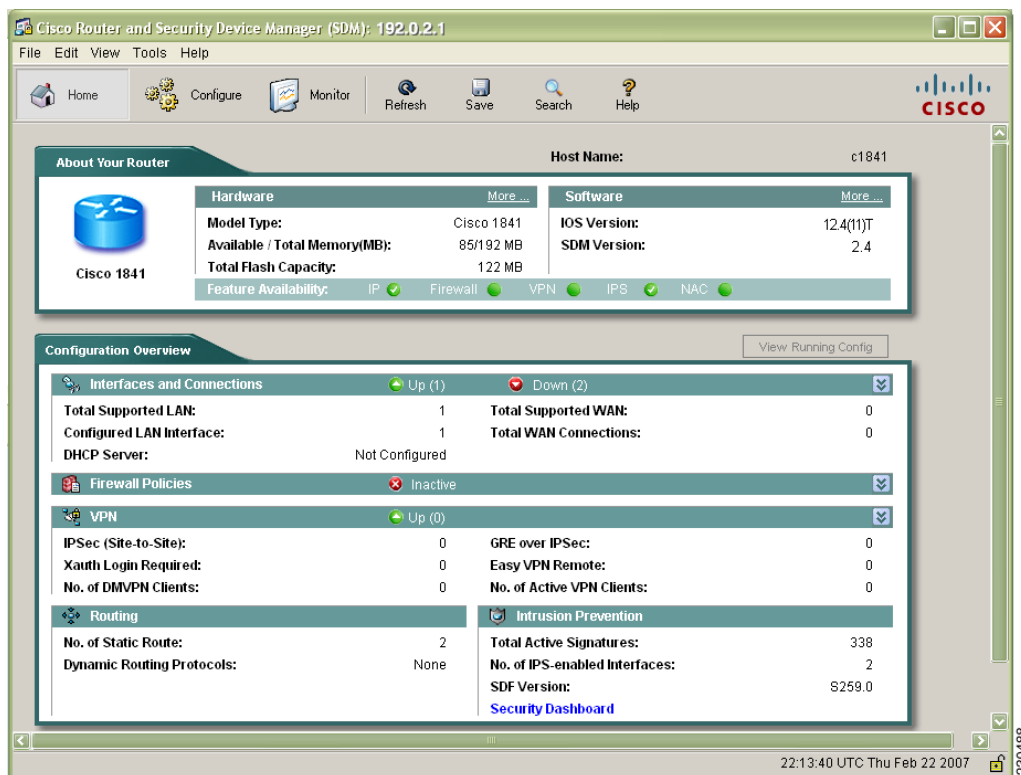 Cisco Router and Security Device Manager (SDM): 192.0.2.1
File Edit View Tools Help
Home Configure Monitor Refresh Save Search Help
CISCO
About Your Router
Host Name: c1841
Cisco 1841
Hardware More ...
Model Type: Cisco 1841
Available / Total Memory(MB): 85/192 MB
Total Flash Capacity: 122 MB
Software More ...
IOS Version: 12.4(11)T
SDM Version: 2.4
Feature Availability: IP Firewall VPN IPS NAC
Configuration Overview
View Running Config
Interfaces and Connections Up (1) Down (2)
Total Supported LAN: 1 Total Supported WAN: 0
Configured LAN Interface: 1 Total WAN Connections: 0
DHCP Server: Not Configured
Firewall Policies Inactive
VPN Up (0)
IPSec (Site-to-Site): 0 GRE over IPSec: 0
Xauth Login Required: 0 Easy VPN Remote: 0
No. of DMVPN Clients: 0 No. of Active VPN Clients: 0
Routing
No. of Static Route: 2
Dynamic Routing Protocols: None
Intrusion Prevention
Total Active Signatures: 338
No. of IPS-enabled Interfaces: 2
SDF Version: S259.0
Security Dashboard
22:13:40 UTC Thu Feb 22 2007